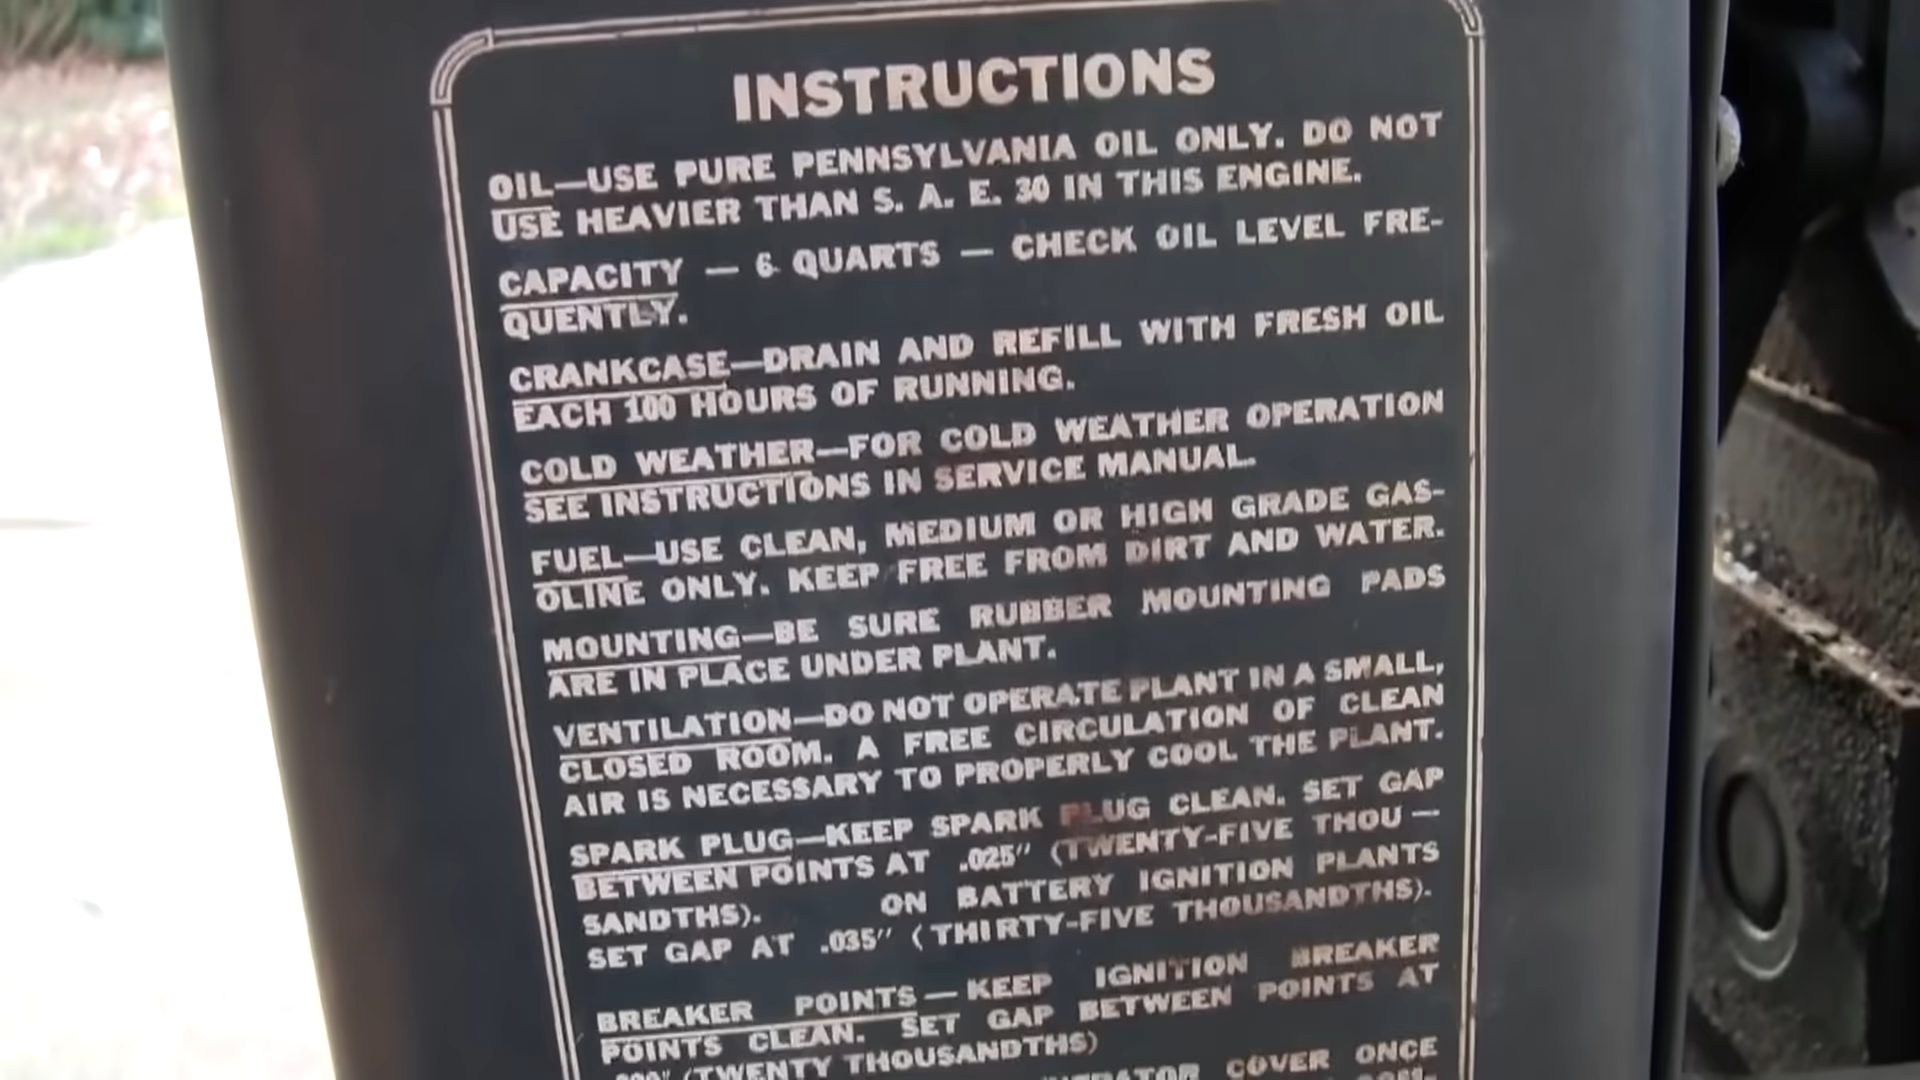 INSTRUCTIONS
OIL—USE PURE PENNSYLVANIA OIL ONLY. DO NOT
USE HEAVIER THAN S. A. E. 30 IN THIS ENGINE.
CAPACITY — 6 QUARTS — CHECK OIL LEVEL FRE-
QUENTLY.
CRANKCASE—DRAIN AND REFILL WITH FRESH OIL
EACH 100 HOURS OF RUNNING.
COLD WEATHER—FOR COLD WEATHER OPERATION
SEE INSTRUCTIONS IN SERVICE MANUAL.
FUEL—USE CLEAN, MEDIUM OR HIGH GRADE GAS-
OLINE ONLY. KEEP FREE FROM DIRT AND WATER.
MOUNTING—BE SURE RUBBER MOUNTING PADS
ARE IN PLACE UNDER PLANT.
VENTILATION—DO NOT OPERATE PLANT IN A SMALL,
CLOSED ROOM. A FREE CIRCULATION OF CLEAN
AIR IS NECESSARY TO PROPERLY COOL THE PLANT.
SPARK PLUG—KEEP SPARK PLUG CLEAN. SET GAP
BETWEEN POINTS AT .025" (TWENTY-FIVE THOU—
SANDTHS). ON BATTERY IGNITION PLANTS
SET GAP AT .035" (THIRTY-FIVE THOUSANDTHS).
BREAKER POINTS—KEEP IGNITION BREAKER
POINTS CLEAN. SET GAP BETWEEN POINTS AT
(TWENTY THOUSANDTHS)
COVER ONCE